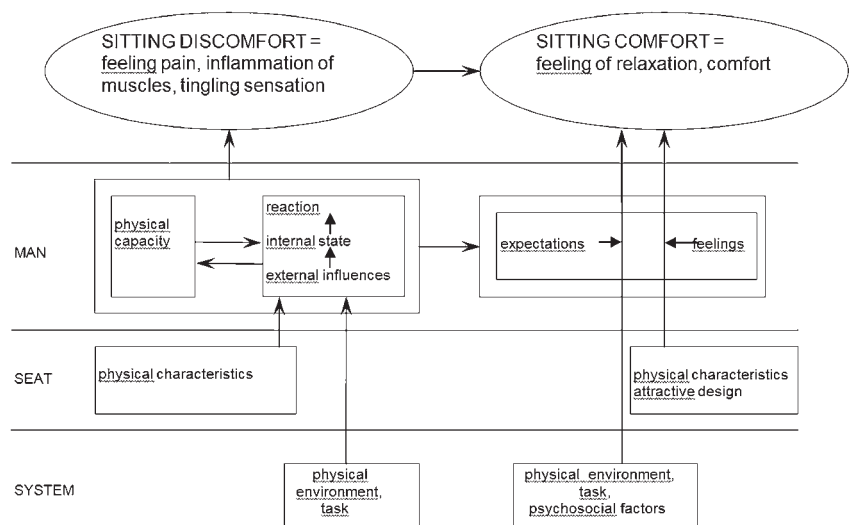 SITTING DISCOMFORT =
feeling pain, inflammation of
muscles, tingling sensation
SITTING COMFORT =
feeling of relaxation, comfort
MAN
physical
capacity
reaction
internal state
external influences
expectations
feelings
SEAT
physical characteristics
physical characteristics
attractive design
SYSTEM
physical
environment,
task
physical environment,
task,
psychosocial factors